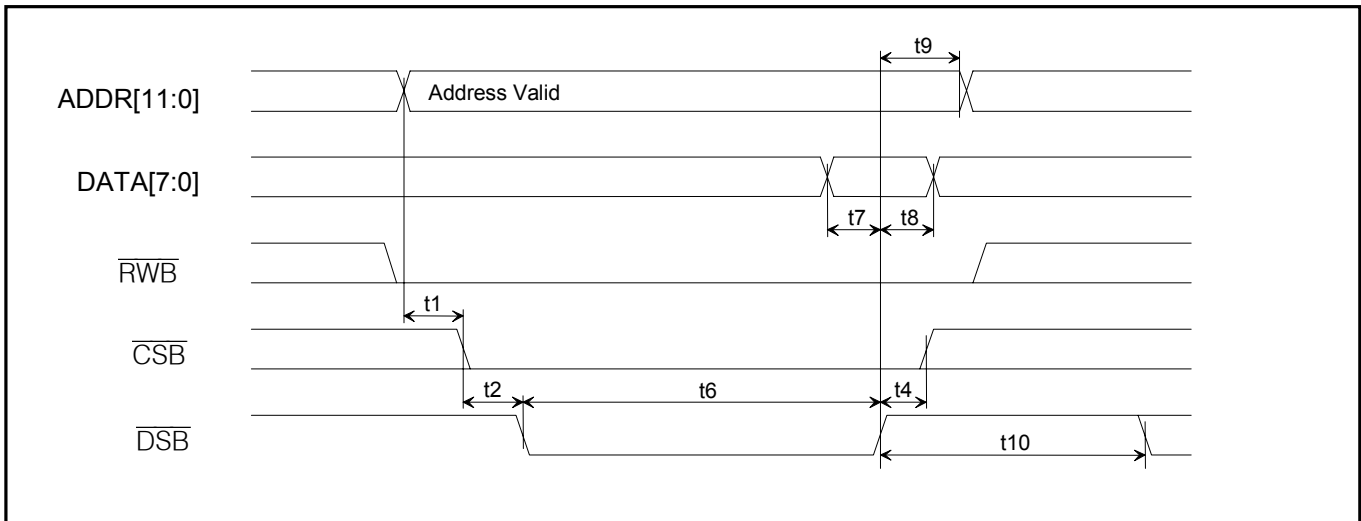 t9
ADDR[11:0]
Address Valid
DATA[7:0]
t7
t8
RWB
t1
CSB
t2
t6
t4
DSB
t10